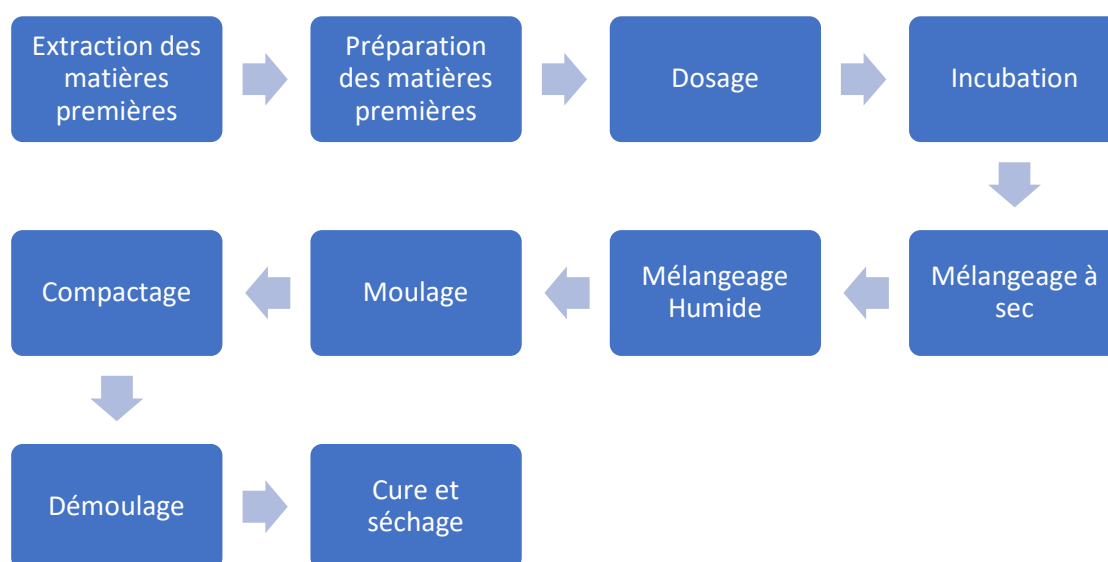 Extraction des
matières
premières
Préparation
des matières
premières
Dosage
Incubation
Compactage
Moulage
Mélangeage
Humide
Mélangeage à
sec
Démoulage
Cure et
séchage